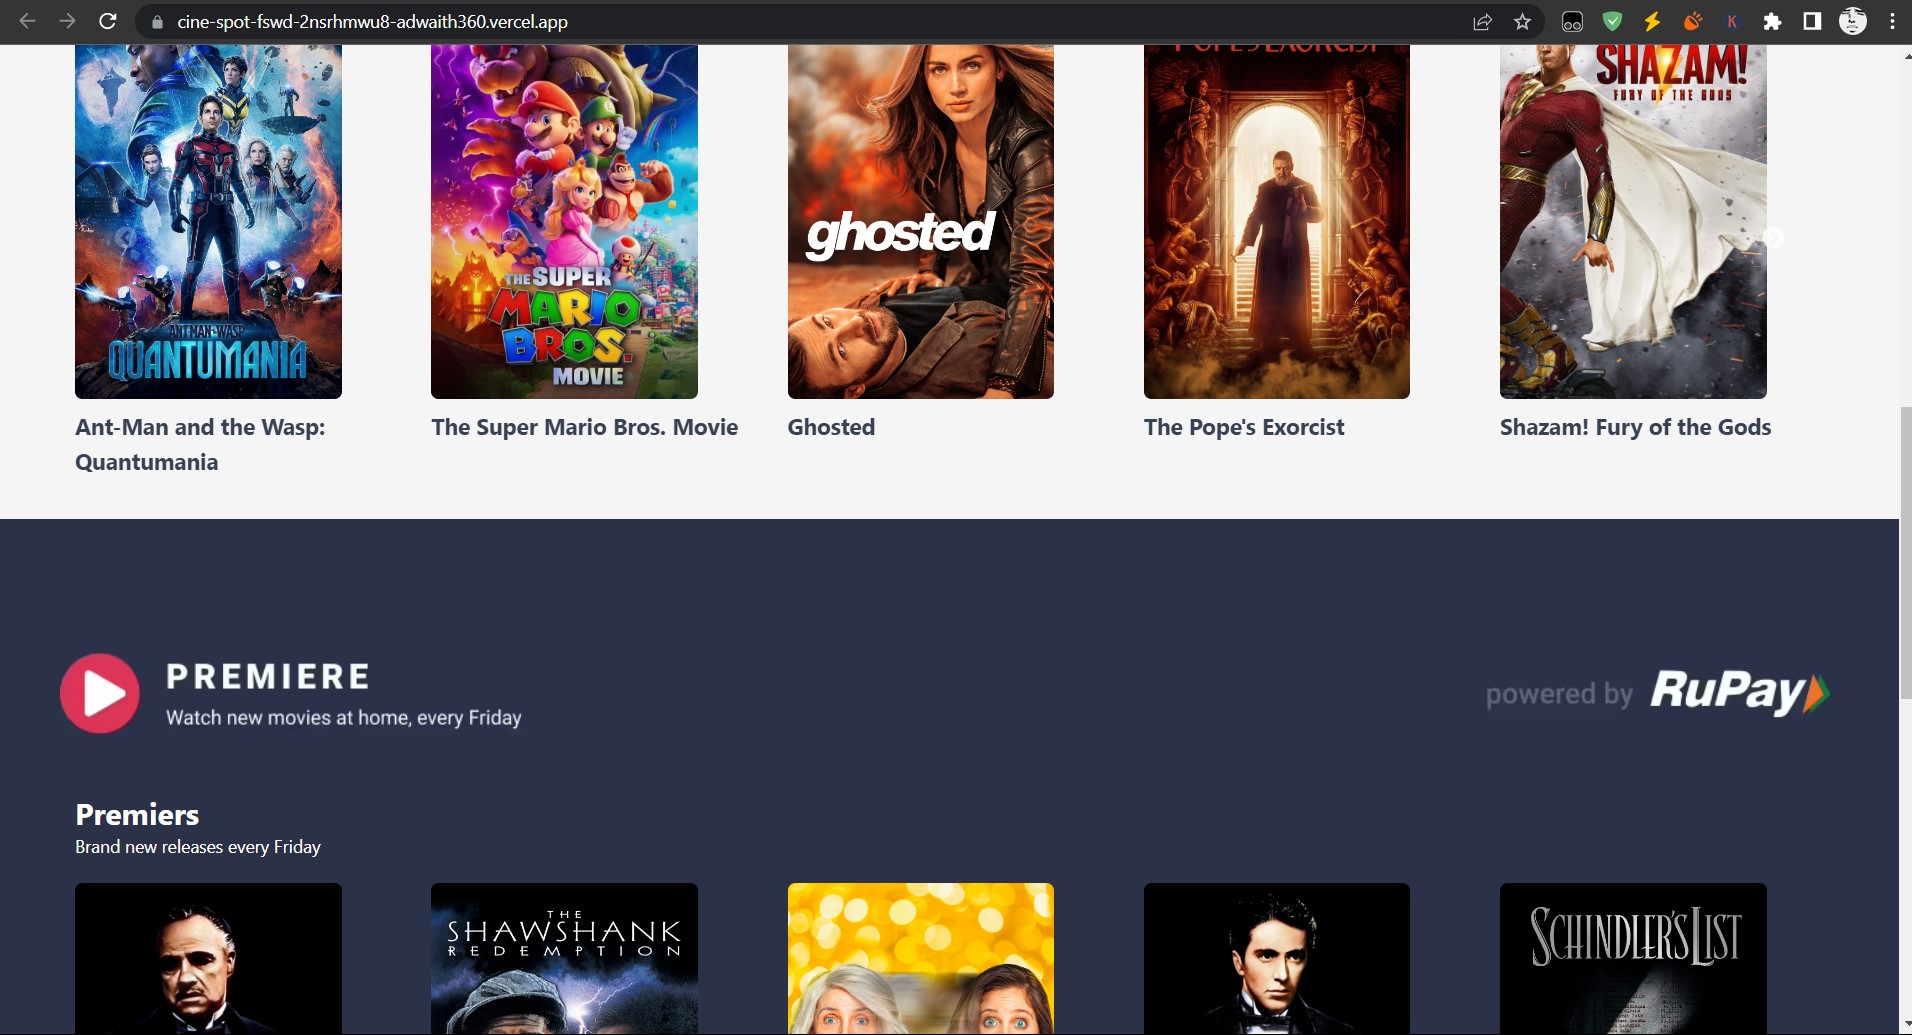 cine-spot-fswd-2nsrhmwu8-adwaith360.vercel.app
K
POPE'S EXORCIST
SHAZAM!
FURY OF THE GODS
ghosted
THE SUPER
MARIO
BROS.
MOVIE
ANT-MAN AND THE WASP
QUANTUMANIA
Ant-Man and the Wasp:
Quantumania
The Super Mario Bros. Movie
Ghosted
The Pope's Exorcist
Shazam! Fury of the Gods
PREMIERE
Watch new movies at home, every Friday
powered by RuPay
Premiers
Brand new releases every Friday
THE
SHAWSHANK
REDEMPTION
SCHINDLER'S LIST